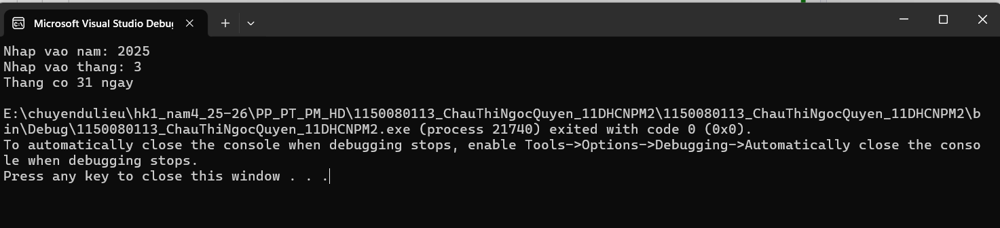 Microsoft Visual Studio Debug
Nhap vao nam: 2025
Nhap vao thang: 3
Thang co 31 ngay
E:\chuyendulieu\hk1_nam4_25-26\PP_PT_PM_HD\1150080113_ChauThiNgocQuyen_11DHCNPM2\1150080113_ChauThiNgocQuyen_11DHCNPM2\b
in\Debug\1150080113_ChauThiNgocQuyen_11DHCNPM2.exe (process 21740) exited with code 0 (0x0).
To automatically close the console when debugging stops, enable Tools->Options->Debugging->Automatically close the conso
le when debugging stops.
Press any key to close this window . . .